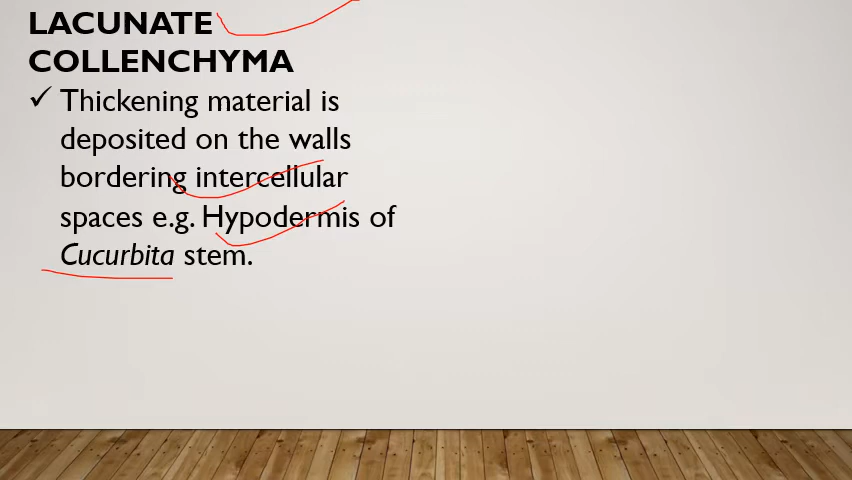 LACUNATE
COLLENCHYMA
✓ Thickening material is
deposited on the walls
bordering intercellular
spaces e.g. Hypodermis of
Cucurbita stem.